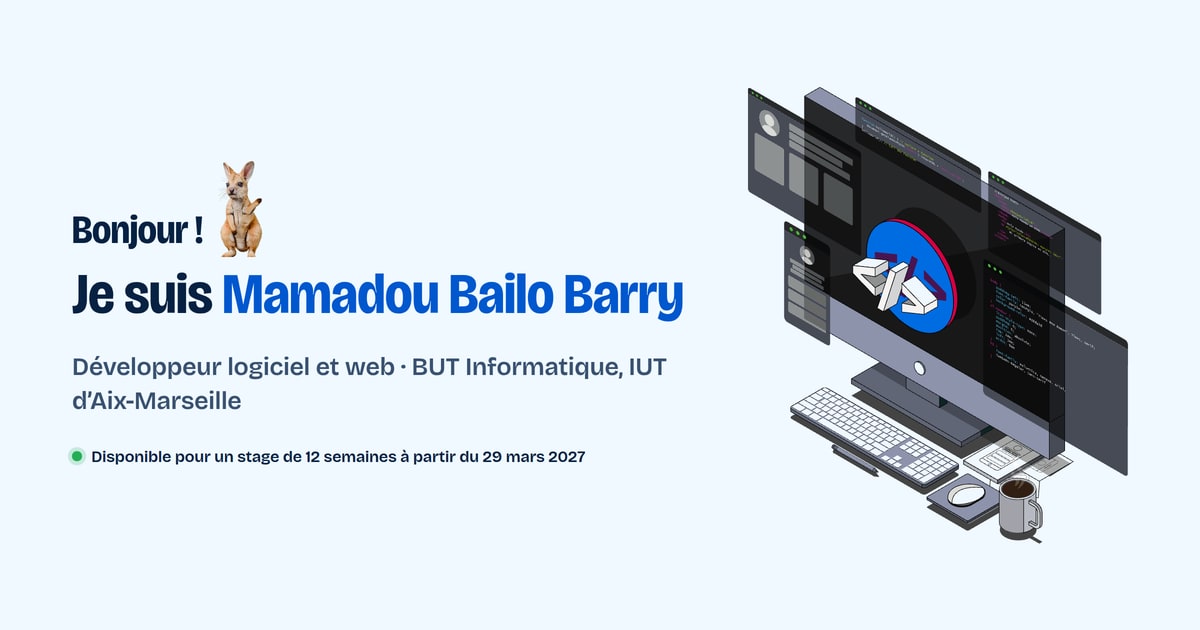 Bonjour !
Je suis Mamadou Bailo Barry
Développeur logiciel et web · BUT Informatique, IUT
d’Aix-Marseille
Disponible pour un stage de 12 semaines à partir du 29 mars 2027